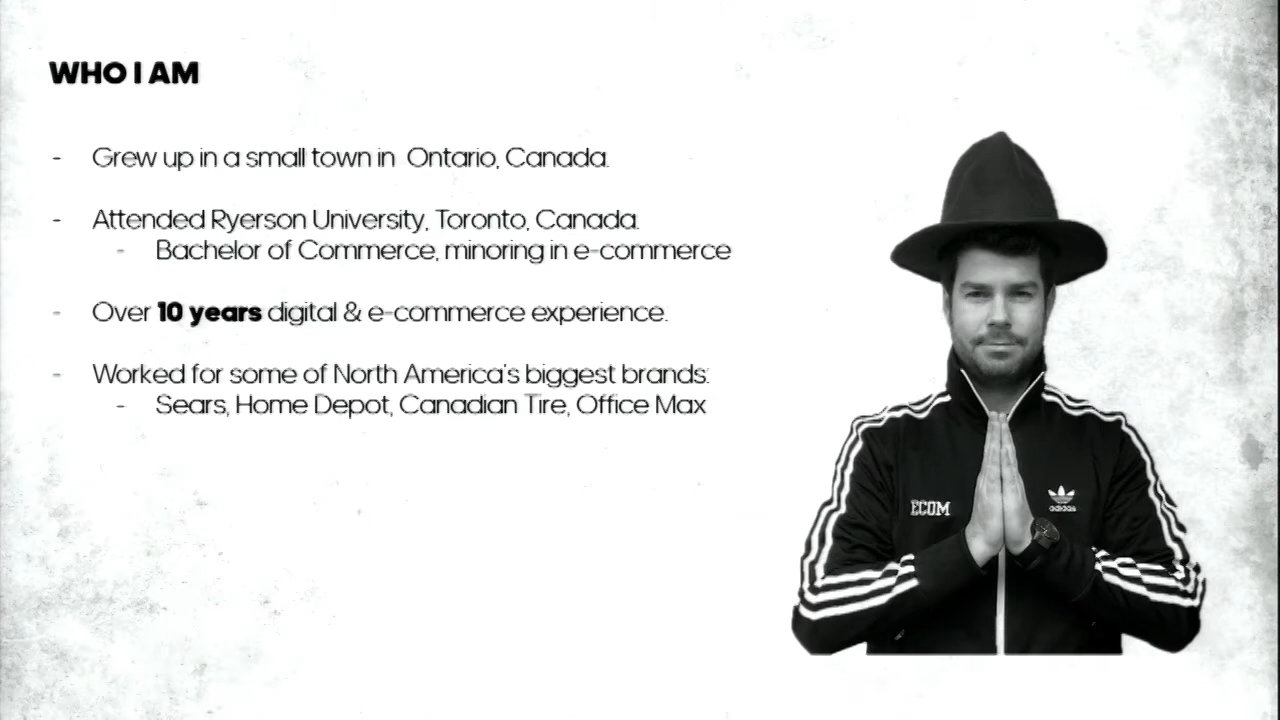 WHO I AM
- Grew up in a small town in Ontario, Canada.
- Attended Ryerson University, Toronto, Canada.
- Bachelor of Commerce, minoring in e-commerce
- Over 10 years digital & e-commerce experience.
- Worked for some of North America's biggest brands:
- Sears, Home Depot, Canadian Tire, Office Max
ECOM
adidas